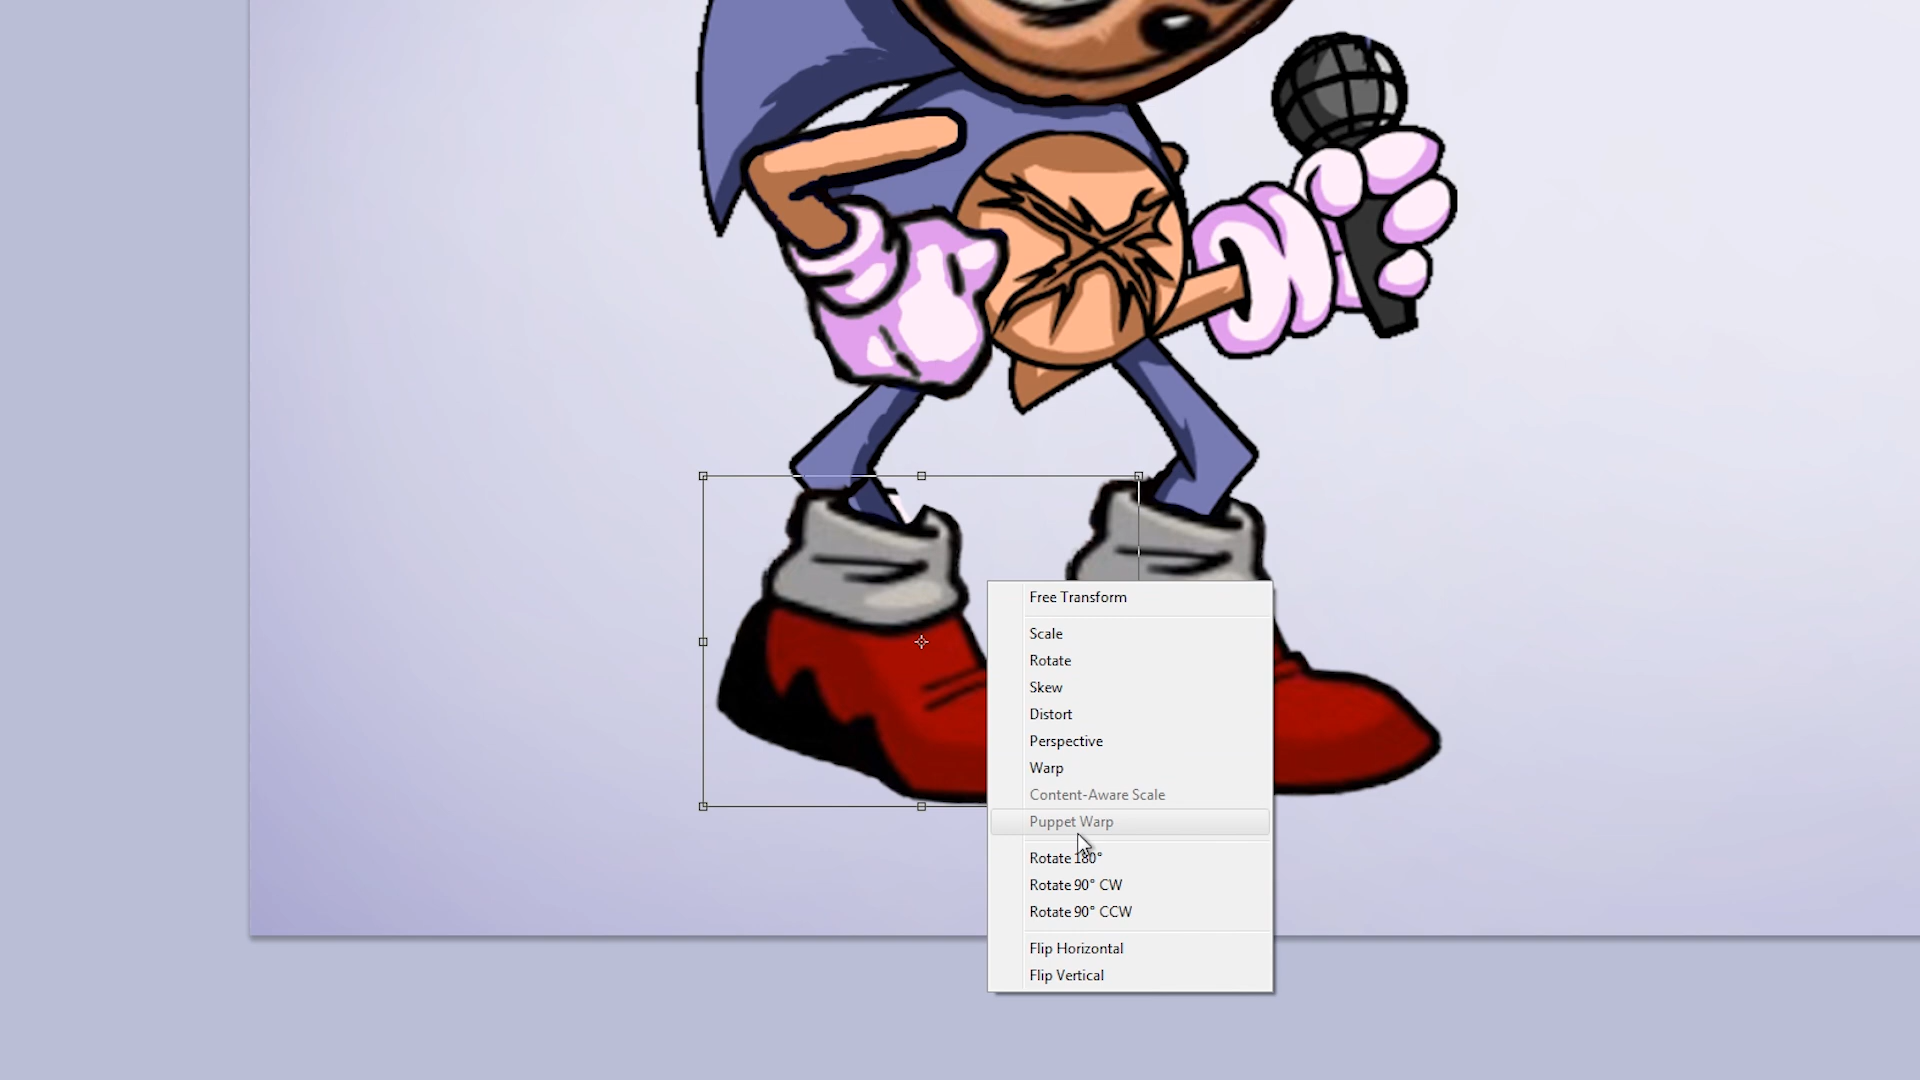 Free Transform
Scale
Rotate
Skew
Distort
Perspective
Warp
Content-Aware Scale
Puppet Warp
Rotate 180°
Rotate 90° CW
Rotate 90° CCW
Flip Horizontal
Flip Vertical